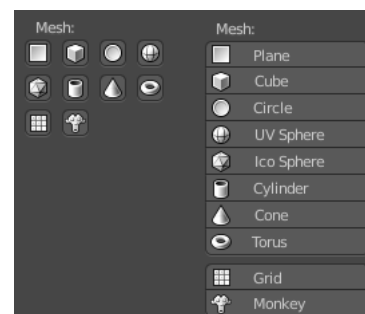 Mesh:
Mesh:
Plane
Cube
Circle
UV Sphere
Ico Sphere
Cylinder
Cone
Torus
Grid
Monkey